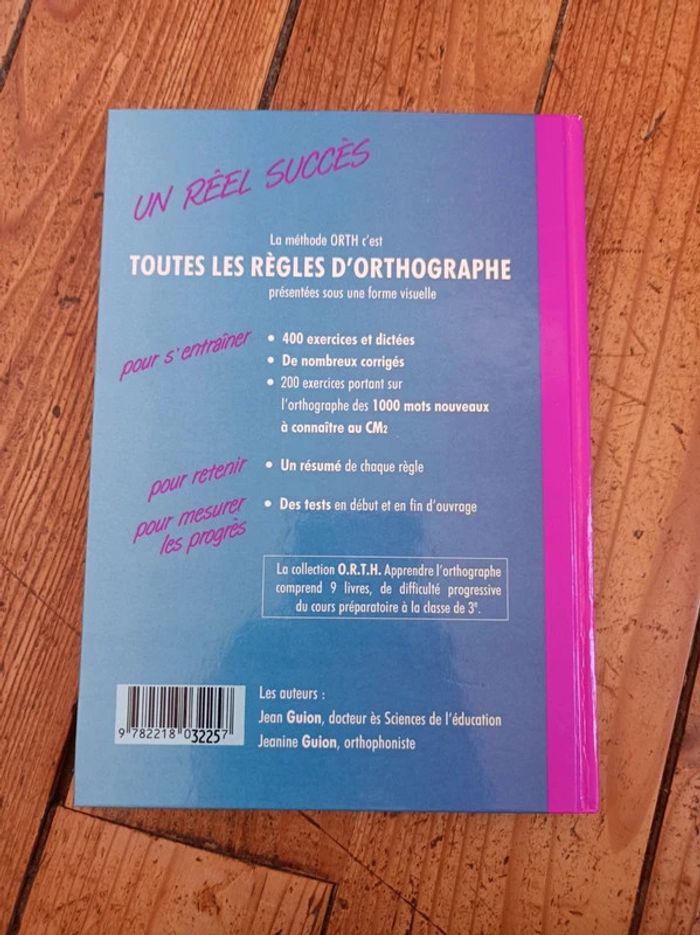 UN RÉEL SUCCÈS
La méthode ORTH c'est
TOUTES LES RÈGLES D'ORTHOGRAPHE
présentées sous une forme visuelle
pour s'entraîner
• 400 exercices et dictées
• De nombreux corrigés
• 200 exercices portant sur
l'orthographe des 1000 mots nouveaux
à connaître au CM2
pour retenir
• Un résumé de chaque règle
pour mesurer
les progrès
• Des tests en début et en fin d'ouvrage
La collection O.R.T.H. Apprendre l'orthographe
comprend 9 livres, de difficulté progressive
du cours préparatoire à la classe de 3e.
9 782218 032257
Les auteurs :
Jean Guion, docteur ès Sciences de l'éducation
Jeanine Guion, orthophoniste